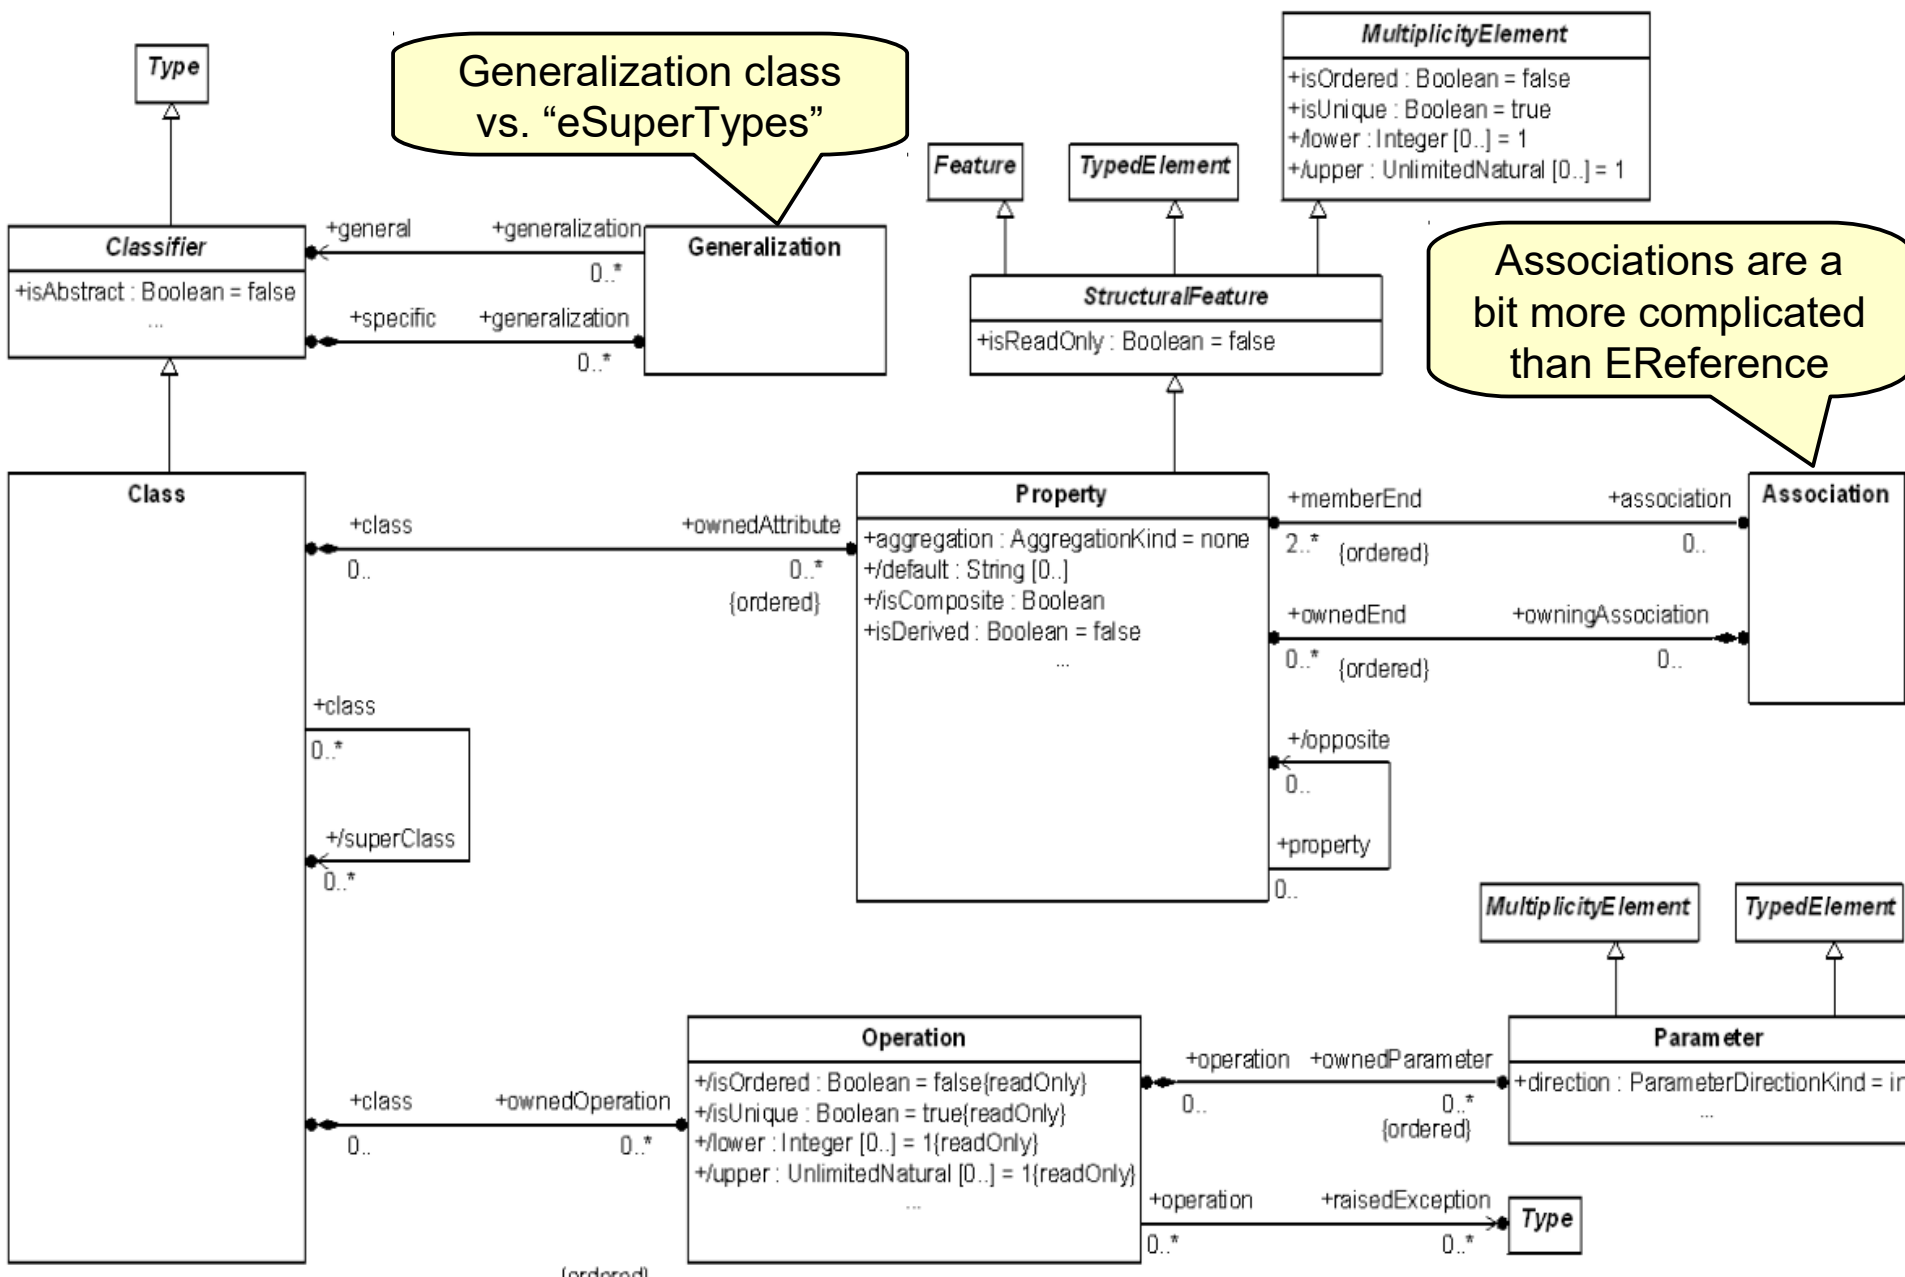 Type
Generalization class
vs. “eSuperTypes”
MultiplicityElement
+isOrdered : Boolean = false
+isUnique : Boolean = true
+/lower : Integer [0..] = 1
+/upper : UnlimitedNatural [0..] = 1
Feature
TypedElement
Classifier
+isAbstract : Boolean = false
...
+general
+generalization
0..*
+specific
+generalization
0..*
Generalization
StructuralFeature
+isReadOnly : Boolean = false
Associations are a
bit more complicated
than EReference
Class
+class
0..
+ownedAttribute
0..*
{ordered}
Property
+aggregation : AggregationKind = none
+/default : String [0..]
+/isComposite : Boolean
+isDerived : Boolean = false
...
+memberEnd
2..*
{ordered}
+association
0..
Association
+ownedEnd
0..*
{ordered}
+owningAssociation
0..
+class
0..*
+/superClass
0..*
+/opposite
0..
+property
0..
MultiplicityElement
TypedElement
+class
0..
+ownedOperation
0..*
Operation
+/isOrdered : Boolean = false{readOnly}
+/isUnique : Boolean = true{readOnly}
+/lower : Integer [0..] = 1{readOnly}
+/upper : UnlimitedNatural [0..] = 1{readOnly}
...
+operation
0..
+ownedParameter
0..*
{ordered}
Parameter
+direction : ParameterDirectionKind = in
...
+operation
0..*
+raisedException
0..*
Type
{ordered}